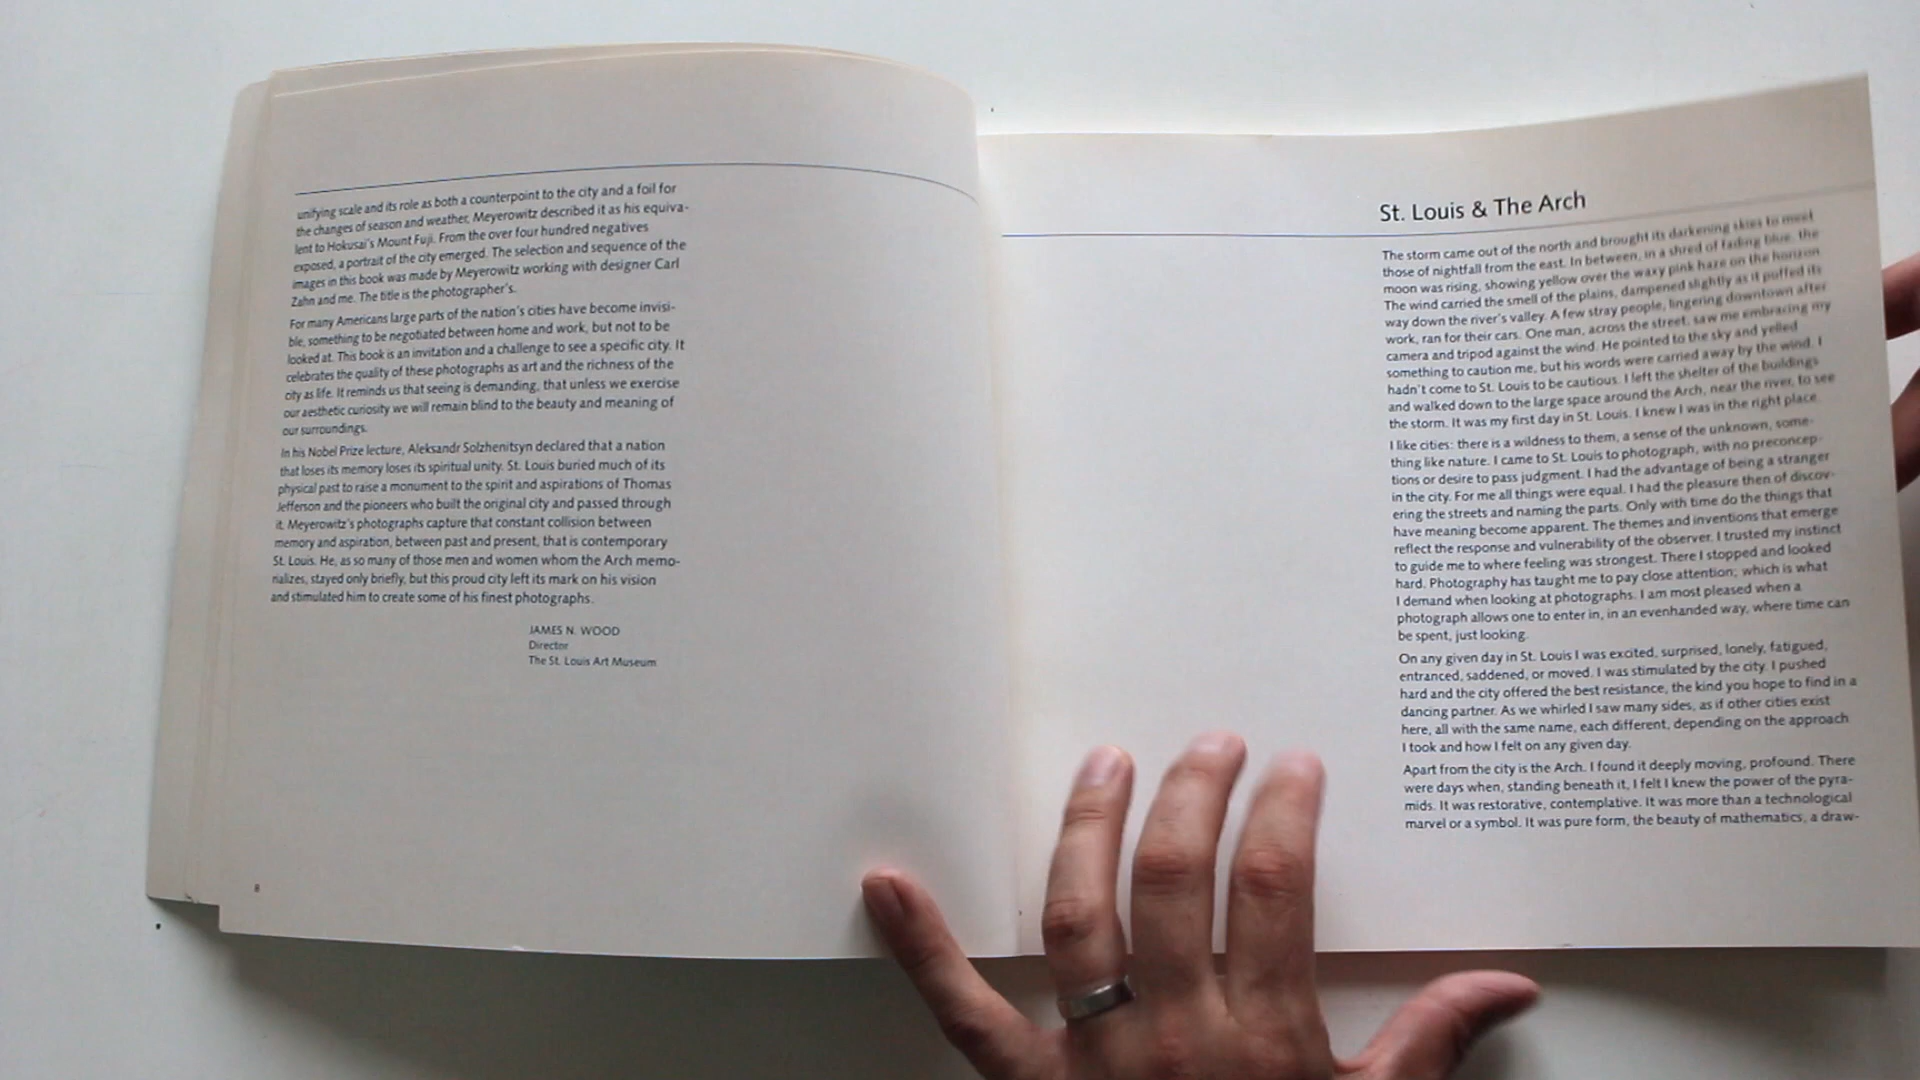 unifying scale and its role as both a counterpoint to the city and a foil for
the changes of season and weather, Meyerowitz described it as his equiva-
lent to Hokusai's Mount Fuji. From the over four hundred negatives
exposed, a portrait of the city emerged. The selection and sequence of the
images in this book was made by Meyerowitz working with designer Carl
Zahn and me. The title is the photographer's.
For many Americans large parts of the nation's cities have become invisi-
ble, something to be negotiated between home and work, but not to be
looked at. This book is an invitation and a challenge to see a specific city. It
celebrates the quality of these photographs as art and the richness of the
city as life. It reminds us that seeing is demanding, that unless we exercise
our aesthetic curiosity we will remain blind to the beauty and meaning of
our surroundings.
In his Nobel Prize lecture, Aleksandr Solzhenitsyn declared that a nation
that loses its memory loses its spiritual unity. St. Louis buried much of its
physical past to raise a monument to the spirit and aspirations of Thomas
Jefferson and the pioneers who built the original city and passed through
it. Meyerowitz's photographs capture that constant collision between
memory and aspiration, between past and present, that is contemporary
St. Louis. He, as so many of those men and women whom the Arch memo-
rializes, stayed only briefly, but this proud city left its mark on his vision
and stimulated him to create some of his finest photographs.
JAMES N. WOOD
Director
The St. Louis Art Museum
8
St. Louis & The Arch
The storm came out of the north and brought its darkening skies to meet
those of nightfall from the east. In between, in a shred of fading blue, the
moon was rising, showing yellow over the waxy pink haze on the horizon.
The wind carried the smell of the plains, dampened slightly as it puffed its
way down the river's valley. A few stray people, lingering downtown after
work, ran for their cars. One man, across the street, saw me embracing my
camera and tripod against the wind. He pointed to the sky and yelled
something to caution me, but his words were carried away by the wind. I
hadn't come to St. Louis to be cautious. I left the shelter of the buildings
and walked down to the large space around the Arch, near the river, to see
the storm. It was my first day in St. Louis. I knew I was in the right place.
I like cities: there is a wildness to them, a sense of the unknown, some-
thing like nature. I came to St. Louis to photograph, with no preconcep-
tions or desire to pass judgment. I had the advantage of being a stranger
in the city. For me all things were equal. I had the pleasure then of discov-
ering the streets and naming the parts. Only with time do the things that
have meaning become apparent. The themes and inventions that emerge
reflect the response and vulnerability of the observer. I trusted my instinct
to guide me to where feeling was strongest. There I stopped and looked
hard. Photography has taught me to pay close attention; which is what
I demand when looking at photographs. I am most pleased when a
photograph allows one to enter in, in an evenhanded way, where time can
be spent, just looking.
On any given day in St. Louis I was excited, surprised, lonely, fatigued,
entranced, saddened, or moved. I was stimulated by the city. I pushed
hard and the city offered the best resistance, the kind you hope to find in a
dancing partner. As we whirled I saw many sides, as if other cities exist
here, all with the same name, each different, depending on the approach
I took and how I felt on any given day.
Apart from the city is the Arch. I found it deeply moving, profound. There
were days when, standing beneath it, I felt I knew the power of the pyra-
mids. It was restorative, contemplative. It was more than a technological
marvel or a symbol. It was pure form, the beauty of mathematics, a draw-